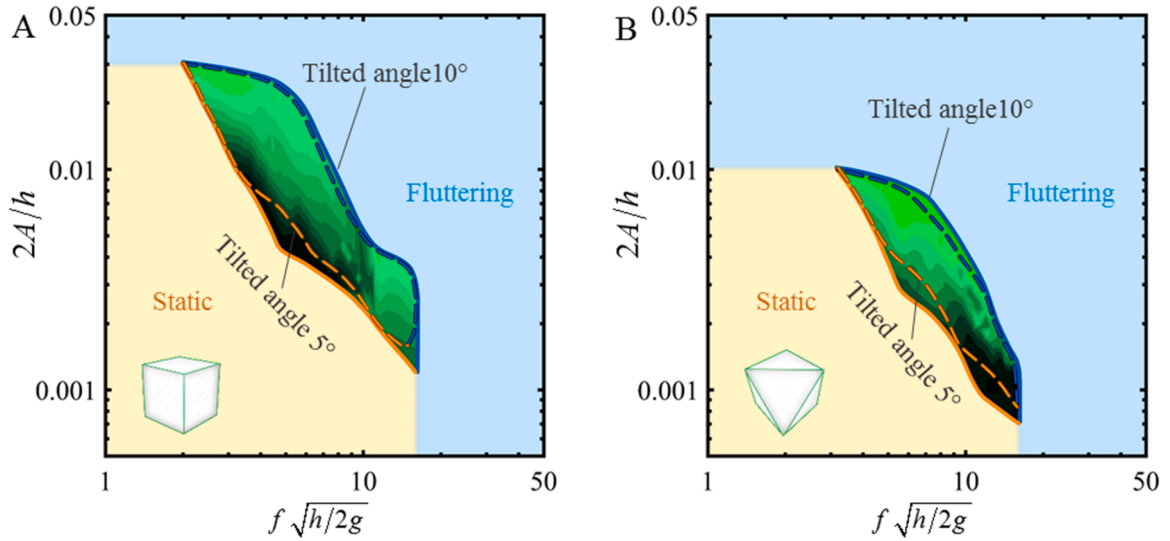 A
0.05
0.01
0.001
2A/h
Tilted angle10°
Fluttering
Tilted angle 5°
Static
1
10
50
f √h/2g
B
0.05
0.01
0.001
2A/h
Tilted angle10°
Fluttering
Tilted angle 5°
Static
1
10
50
f √h/2g